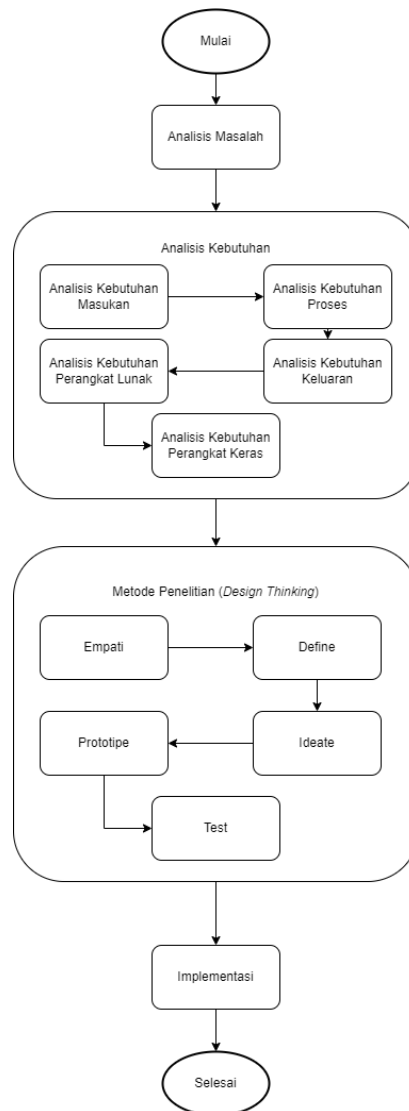 Mulai
Analisis Masalah
Analisis Kebutuhan
Analisis Kebutuhan
Masukan
Analisis Kebutuhan
Proses
Analisis Kebutuhan
Keluaran
Analisis Kebutuhan
Perangkat Lunak
Analisis Kebutuhan
Perangkat Keras
Metode Penelitian (Design Thinking)
Empati
Define
Ideate
Prototipe
Test
Implementasi
Selesai